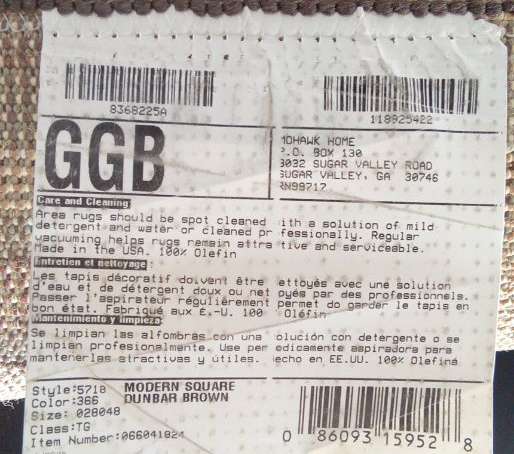 8368225A
118925422
GGB
MOHAWK HOME
P.O. BOX 130
3032 SUGAR VALLEY ROAD
SUGAR VALLEY, GA 30746
RN99717
Care and Cleaning
Area rugs should be spot cleaned ith a solution of mild
detergent and water or cleaned pr fessionally. Regular
vacuuming helps rugs remain attra tive and serviceable.
Made in the USA. 100% Olefin
Entretien et nettoyage:
Les tapis décoratif doivent être ettoyés avec une solution
d'eau et de détergent doux ou net oyés par des professionnels.
Passer l'aspirateur régulièrement permet do garder le tapis en
bon état. Fabriqué aux É.-U. 100 Oléfin
Mantenimiento y limpieza:
Se limpian las alfombras con una olución con detergente o se
limpian profesionalmente. Use per odicamente aspiradora para
mantenerlas atractivas y útiles. echo en EE.UU. 100% Olefina
Style:5718 MODERN SQUARE
Color:366 DUNBAR BROWN
Size: 028048
Class:TG
Item Number:066041824
0 86093 15952 8